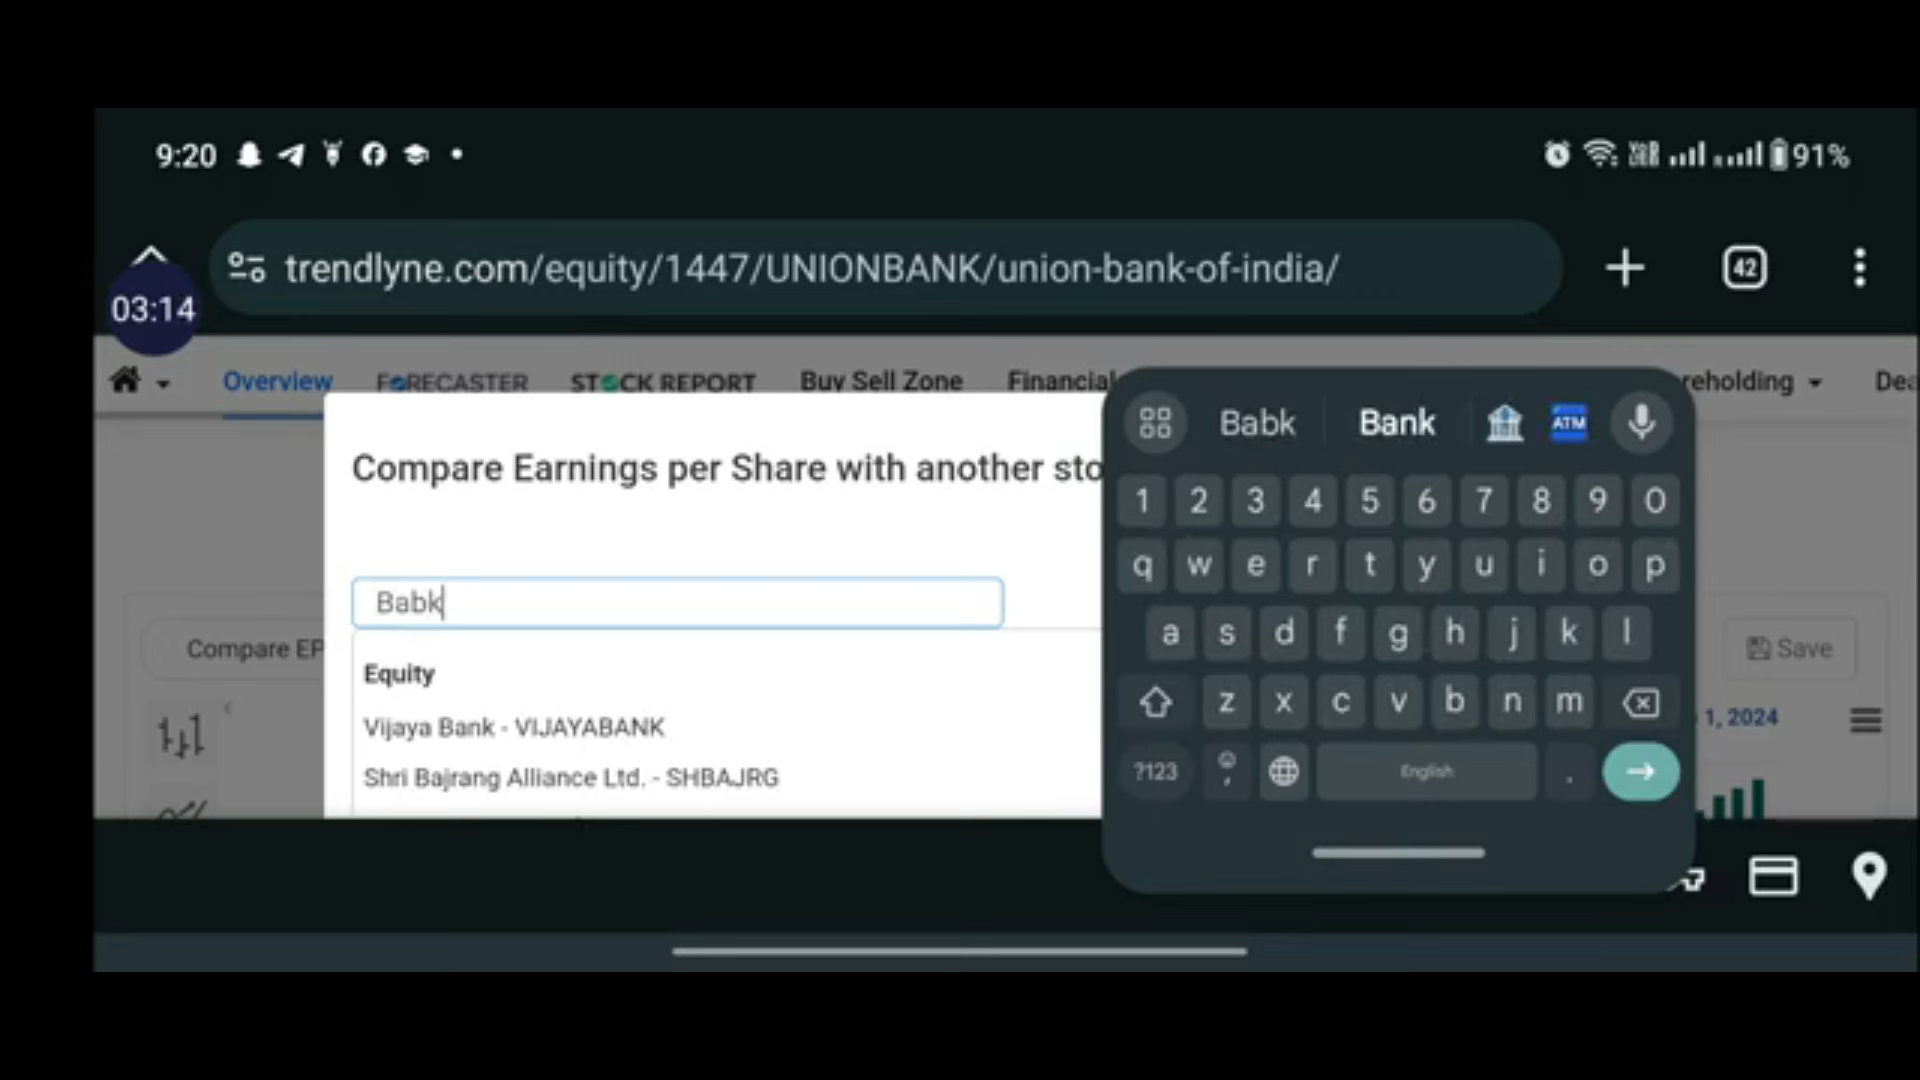 9:20
91%
trendlyne.com/equity/1447/UNIONBANK/union-bank-of-india/
42
03:14
Overview FORECASTER STOCK REPORT Buy Sell Zone Financial reholding Dea
Compare Earnings per Share with another sto
Babk
Compare EP
Equity
Vijaya Bank - VIJAYABANK
Shri Bajrang Alliance Ltd. - SHBAJRG
Save
1, 2024
Babk Bank ATM
1 2 3 4 5 6 7 8 9 0
q w e r t y u i o p
a s d f g h j k l
z x c v b n m
?123 , English .